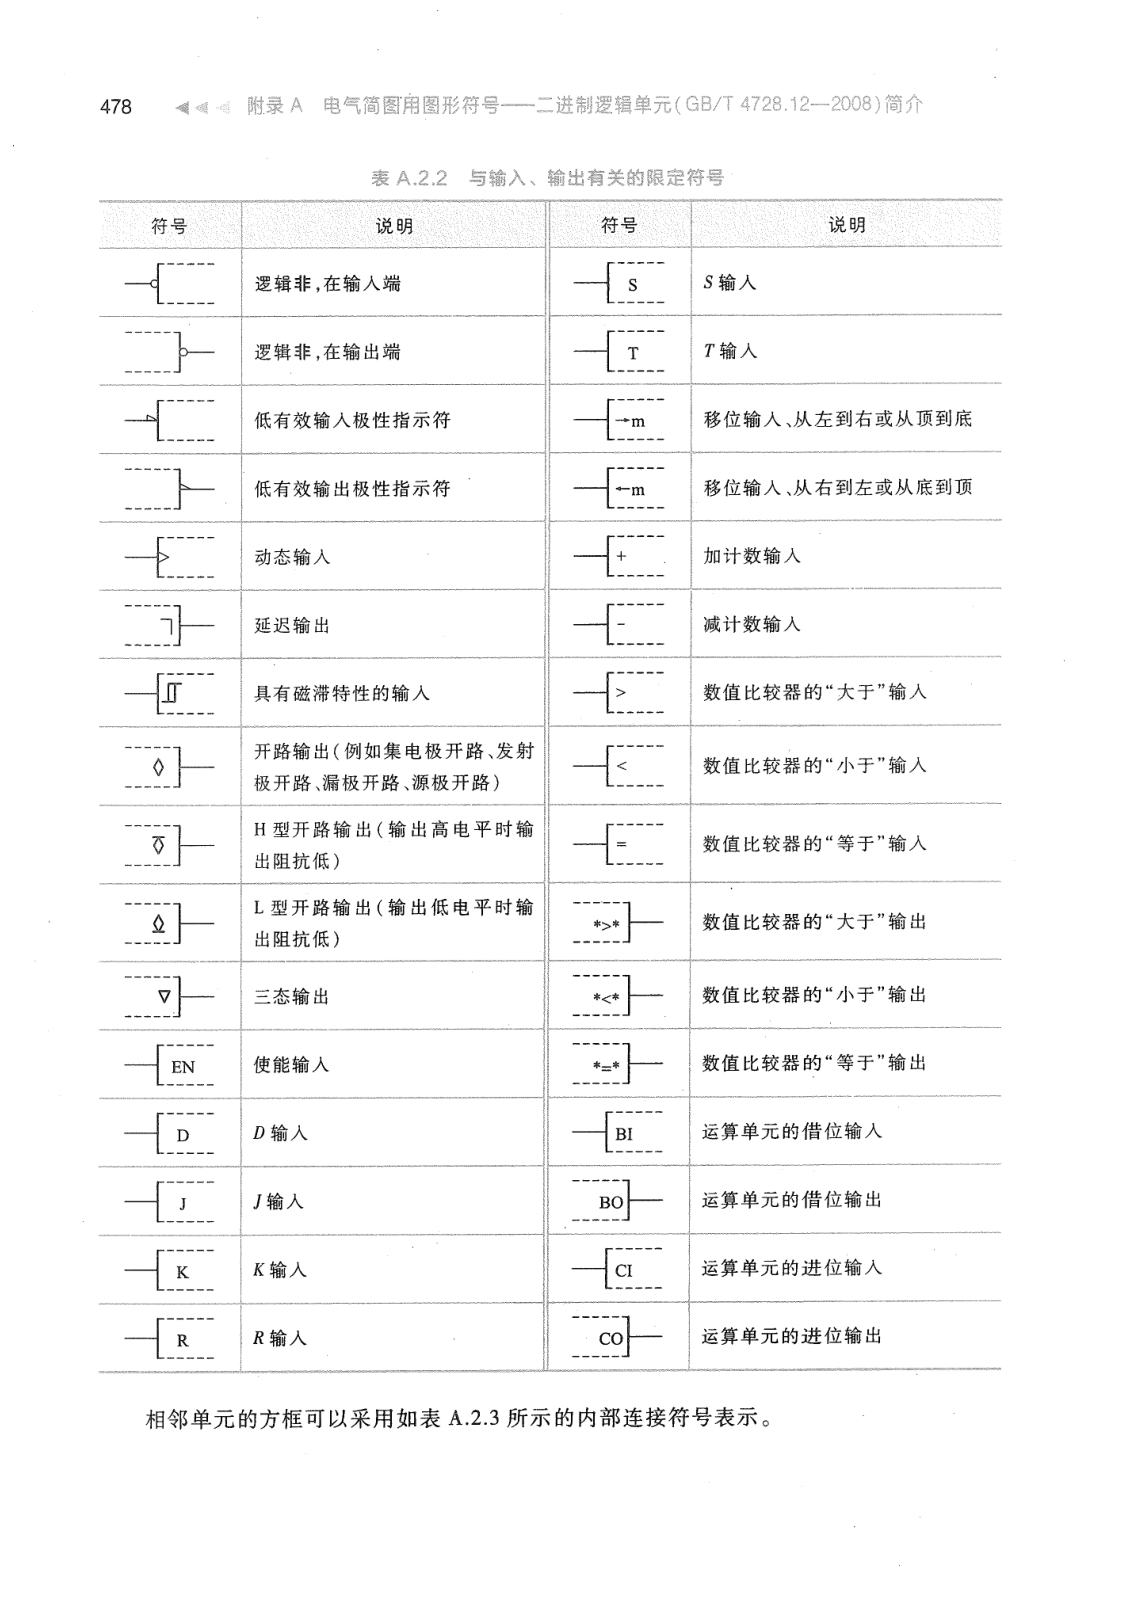 478 附录 A 电气简图用图形符号——二进制逻辑单元(GB/T 4728.12—2008)简介
表 A.2.2 与输入、输出有关的限定符号
符号 说明 符号 说明
逻辑非,在输入端 S S 输入
逻辑非,在输出端 T T 输入
低有效输入极性指示符 →m 移位输入、从左到右或从顶到底
低有效输出极性指示符 ←m 移位输入、从右到左或从底到顶
动态输入 + 加计数输入
延迟输出 - 减计数输入
具有磁滞特性的输入 > 数值比较器的“大于”输入
开路输出(例如集电极开路、发射
极开路、漏极开路、源极开路) < 数值比较器的“小于”输入
H 型开路输出(输出高电平时输
出阻抗低) = 数值比较器的“等于”输入
L 型开路输出(输出低电平时输
出阻抗低) *>* 数值比较器的“大于”输出
三态输出 *<* 数值比较器的“小于”输出
EN 使能输入 *=* 数值比较器的“等于”输出
D D 输入 BI 运算单元的借位输入
J J 输入 BO 运算单元的借位输出
K K 输入 CI 运算单元的进位输入
R R 输入 CO 运算单元的进位输出
相邻单元的方框可以采用如表 A.2.3 所示的内部连接符号表示。